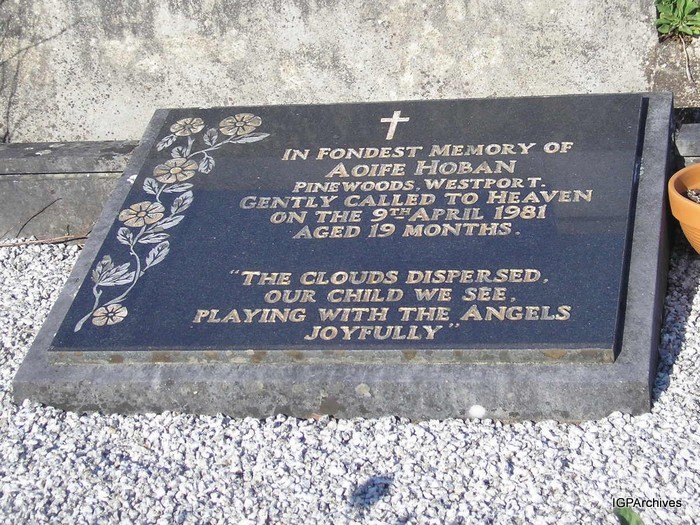 IN FONDEST MEMORY OF
AOIFE HOBAN
PINEWOODS, WESTPORT.
GENTLY CALLED TO HEAVEN
ON THE 9TH APRIL 1981
AGED 19 MONTHS.
"THE CLOUDS DISPERSED,
OUR CHILD WE SEE,
PLAYING WITH THE ANGELS
JOYFULLY"
IGPArchives